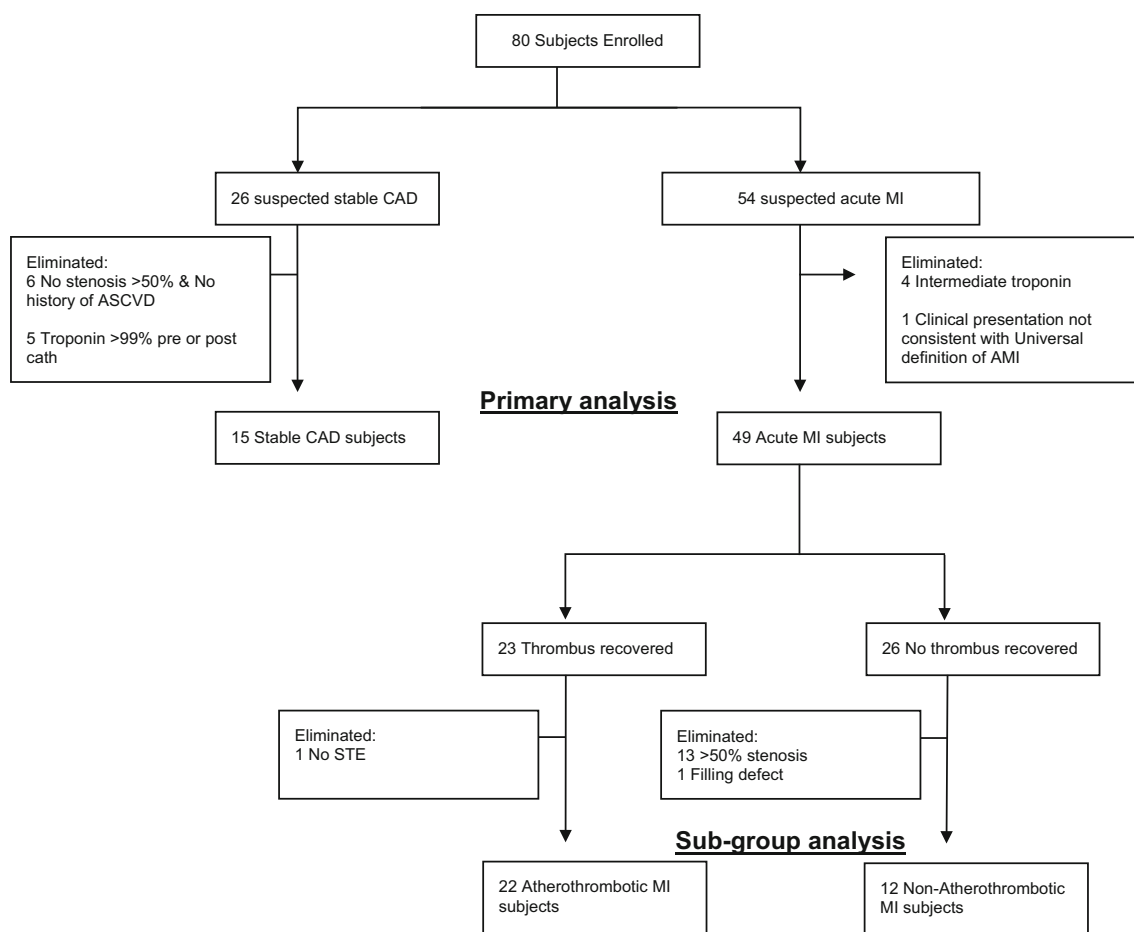 80 Subjects Enrolled
26 suspected stable CAD
54 suspected acute MI
Eliminated:
6 No stenosis >50% & No
history of ASCVD
5 Troponin >99% pre or post
cath
Eliminated:
4 Intermediate troponin
1 Clinical presentation not
consistent with Universal
definition of AMI
Primary analysis
15 Stable CAD subjects
49 Acute MI subjects
23 Thrombus recovered
26 No thrombus recovered
Eliminated:
1 No STE
Eliminated:
13 >50% stenosis
1 Filling defect
Sub-group analysis
22 Atherothrombotic MI
subjects
12 Non-Atherothrombotic
MI subjects